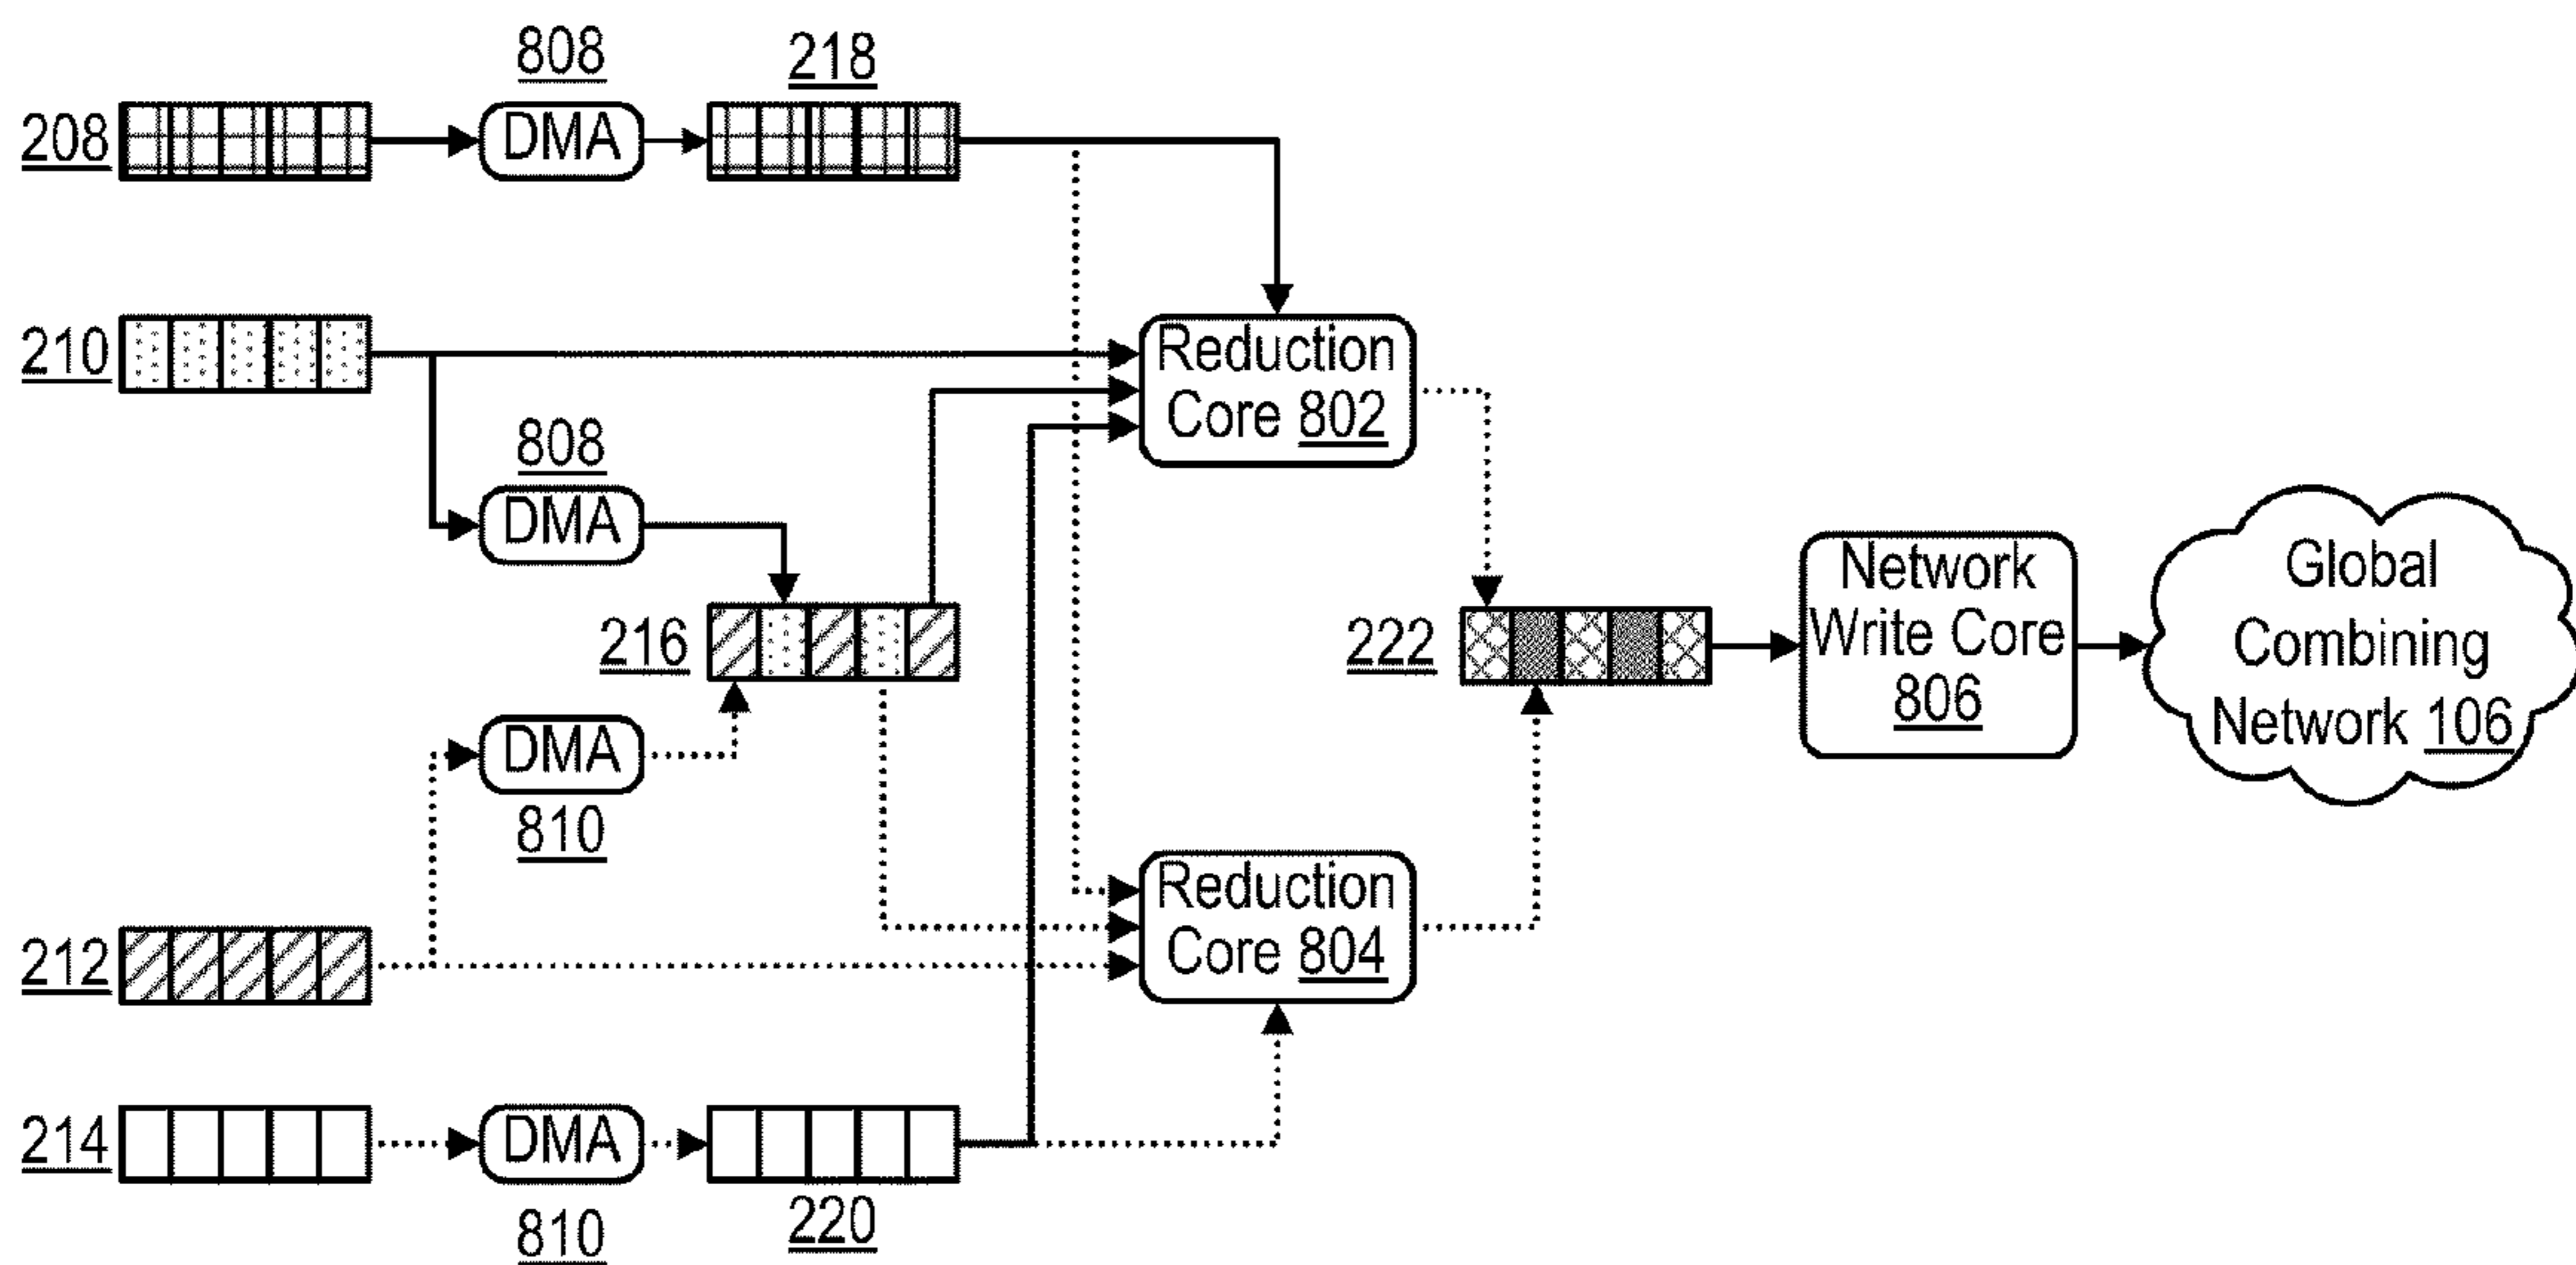 808
218
208
DMA
210
Reduction
Core 802
808
DMA
216
222
Network
Write Core
806
Global
Combining
Network 106
DMA
810
Reduction
Core 804
212
214
DMA
810
220